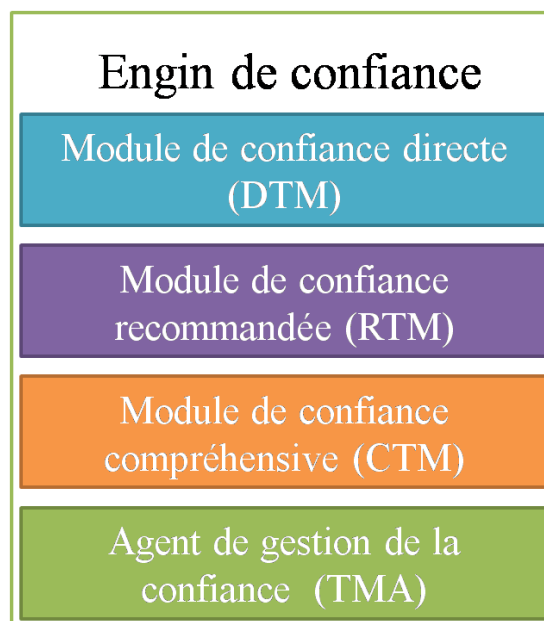 Engin de confiance
Module de confiance directe
(DTM)
Module de confiance
recommandée (RTM)
Module de confiance
compréhensive (CTM)
Agent de gestion de la
confiance (TMA)